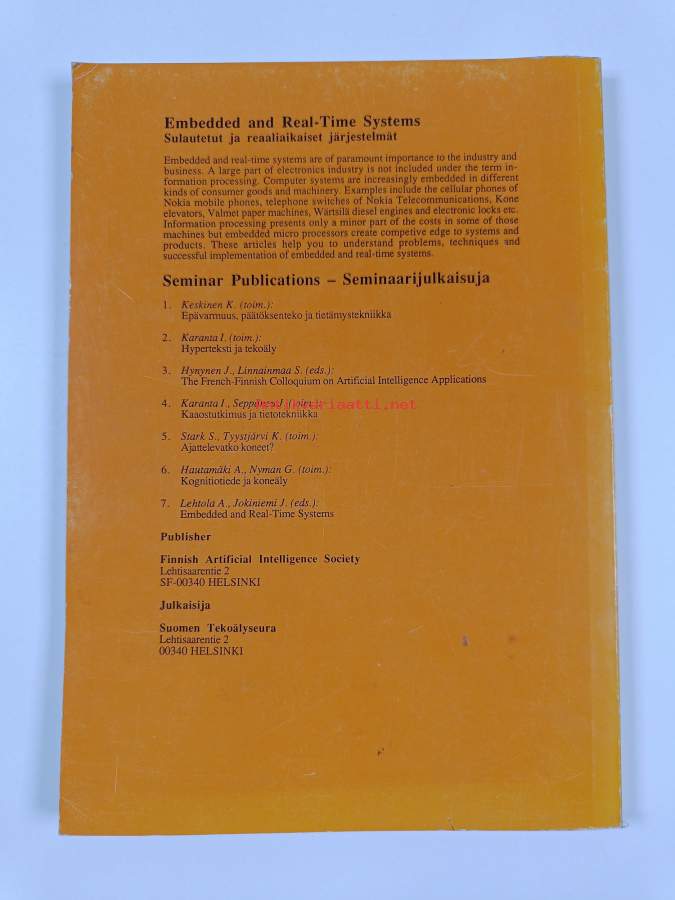 Embedded and Real-Time Systems
Sulautetut ja reaaliaikaiset järjestelmät
Embedded and real-time systems are of paramount importance to the industry and
business. A large part of electronics industry is not included under the term in-
formation processing. Computer systems are increasingly embedded in different
kinds of consumer goods and machinery. Examples include the cellular phones of
Nokia mobile phones, telephone switches of Nokia Telecommunications, Kone
elevators, Valmet paper machines, Wärtsilä diesel engines and electronic locks etc.
Information processing presents only a minor part of the costs in some of those
machines but embedded micro processors create competive edge to systems and
products. These articles help you to understand problems, techniques and
successful implementation of embedded and real-time systems.
Seminar Publications – Seminaarijulkaisuja
1. Keskinen K. (toim.):
Epävarmuus, päätöksenteko ja tietämystekniikka
2. Karanta I. (toim.):
Hyperteksti ja tekoäly
3. Hynynen J., Linnainmaa S. (eds.):
The French-Finnish Colloquium on Artificial Intelligence Applications
4. Karanta I., Seppänen J. (toim.):
Kaaostutkimus ja tietotekniikka
5. Stark S., Tyystjärvi K. (toim.):
Ajattelevatko koneet?
6. Hautamäki A., Nyman G. (toim.):
Kognitiotiede ja koneäly
7. Lehtola A., Jokiniemi J. (eds.):
Embedded and Real-Time Systems
Publisher
Finnish Artificial Intelligence Society
Lehtisaarentie 2
SF-00340 HELSINKI
Julkaisija
Suomen Tekoälyseura
Lehtisaarentie 2
00340 HELSINKI